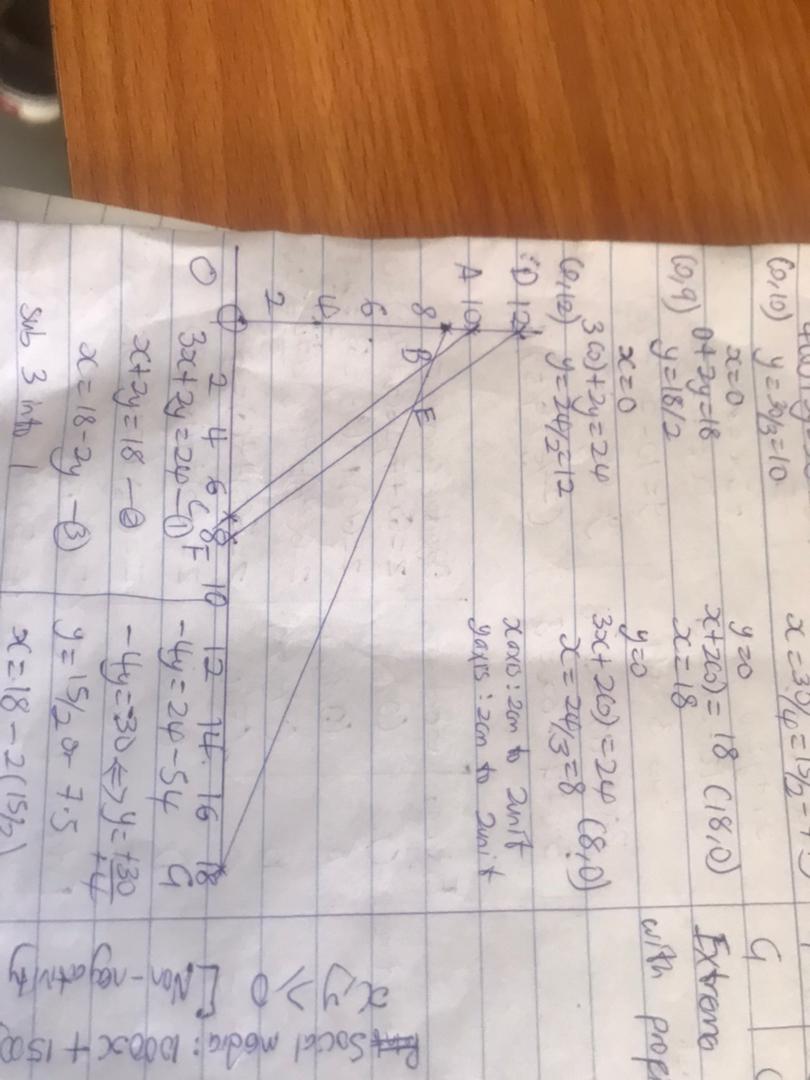 x = 30/4 = 15/2 = 7.5
x=0
(0,10) y=30/3=10
y=0
0+2y=18
x+2(0) = 18 (18,0)
(0,9) y=18/2
x=18
x=0
y=0
3(0)+2y=24
3x+2(0)=24 (8,0)
(0,12) y=24/2=12
x=24/3=8
x axis: 2cm to 2unit
y axis: 2cm to 2unit
D 12
A 10
E
8 B
6
4
2
O 2 4 6 C 8 F 10 12 14 16 18 G
3x+2y=24 -①
x+2y=18 -②
x=18-2y -③
Sub 3 into 1
-4y=24-54
-4y=-30 <=> y=+30/+4
y=15/2 or 7.5
x=18-2(15/2)
G
Extrema
with prop
x,y ≥ 0 [Non-negativity
Social media: 1000x + 1500